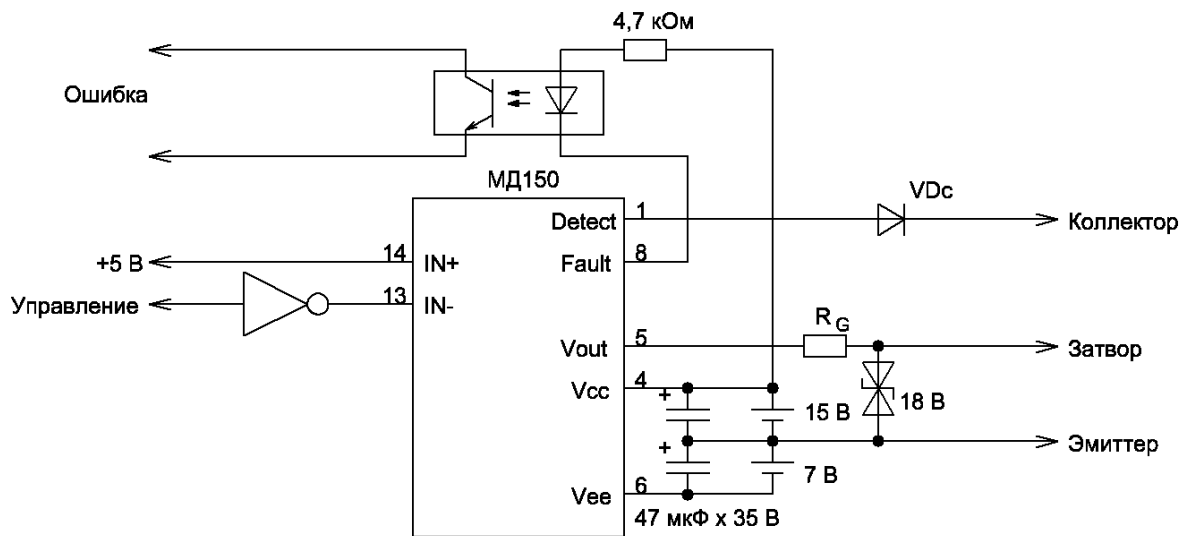 4,7 кОм
Ошибка
МД150
VDc
Detect
1
Коллектор
+5 В
14
IN+
Fault
8
Управление
13
IN-
RG
Vout
5
Затвор
Vcc
4
+
15 В
18 В
+
Эмиттер
7 В
Vee
6
47 мкФ x 35 В